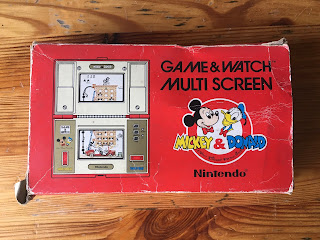 GAME & WATCH
MULTI SCREEN
MICKEY & DONALD
Nintendo